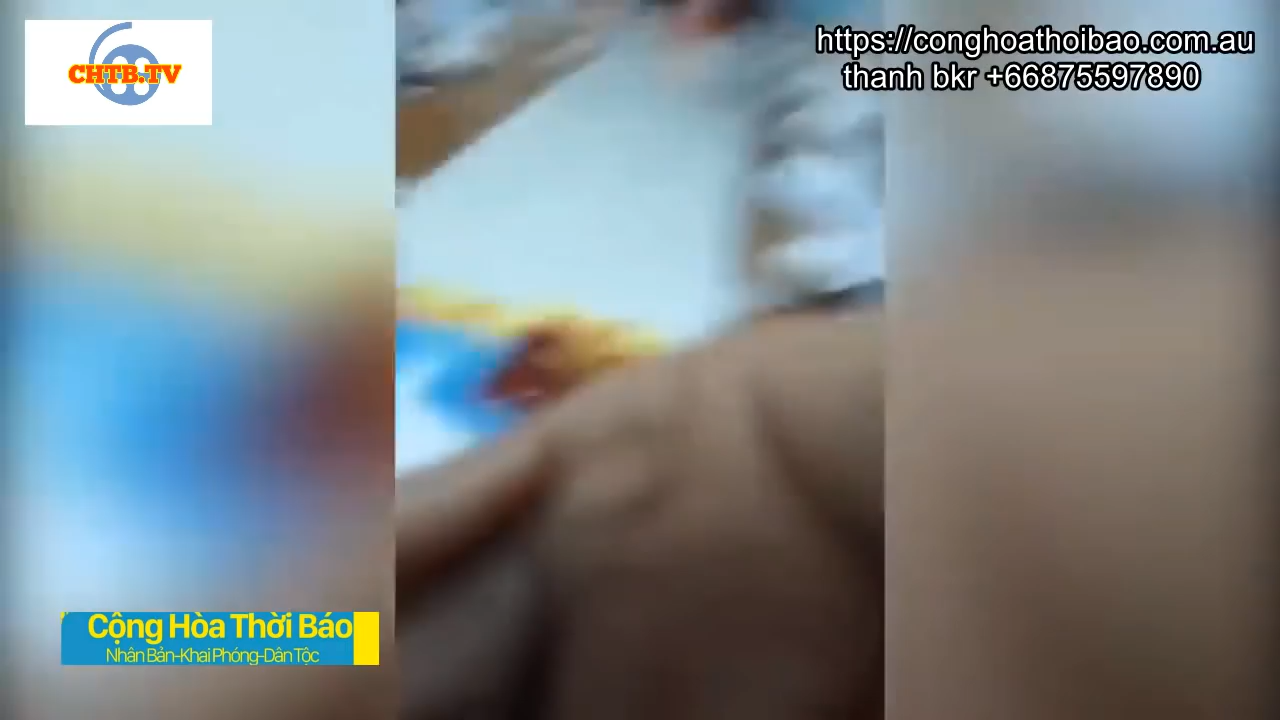 CHTB.TV
https://conghoathoibao.com.au
thanh bkr +66875597890
Cộng Hòa Thời Báo
Nhân Bản-Khai Phóng-Dân Tộc